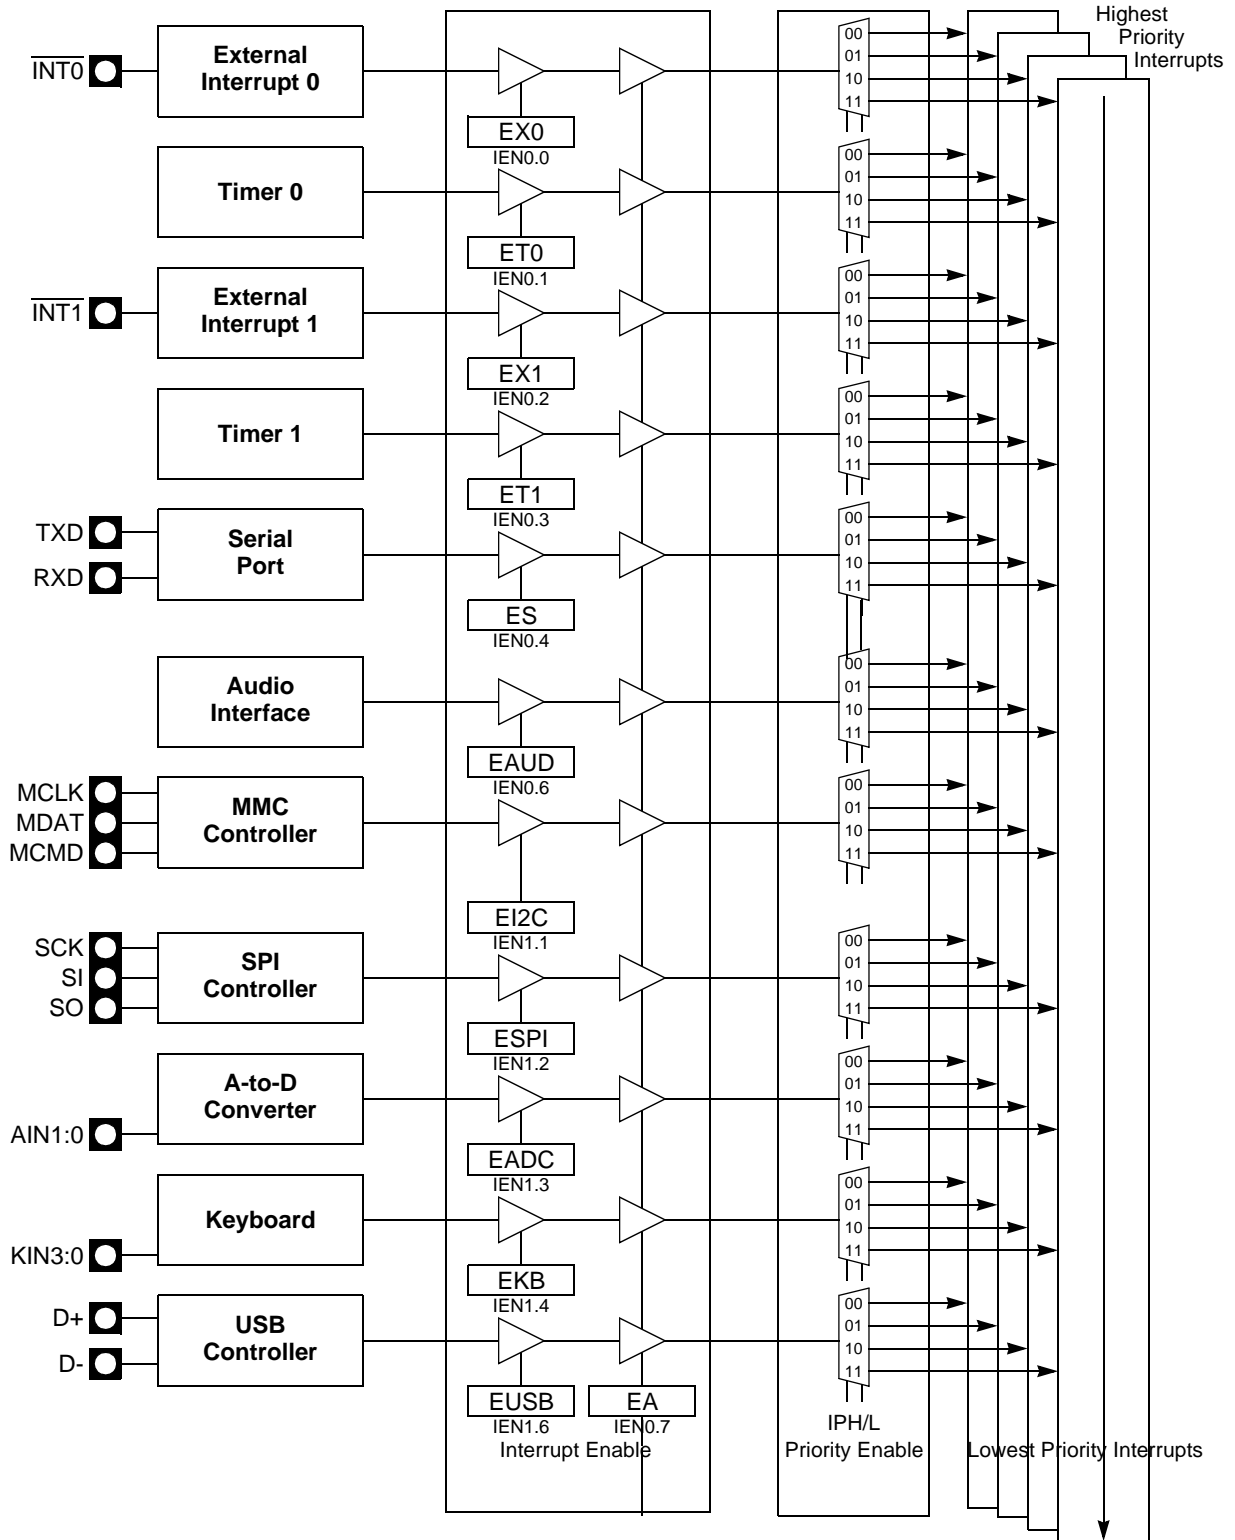 Highest
Priority
Interrupts
INT0
External
Interrupt 0
EX0
IEN0.0
00
01
10
11
Timer 0
ET0
IEN0.1
00
01
10
11
INT1
External
Interrupt 1
EX1
IEN0.2
00
01
10
11
Timer 1
ET1
IEN0.3
00
01
10
11
TXD
RXD
Serial
Port
ES
IEN0.4
00
01
10
11
Audio
Interface
EAUD
IEN0.6
00
01
10
11
MCLK
MDAT
MCMD
MMC
Controller
EI2C
IEN1.1
00
01
10
11
SCK
SI
SO
SPI
Controller
ESPI
IEN1.2
00
01
10
11
AIN1:0
A-to-D
Converter
EADC
IEN1.3
00
01
10
11
KIN3:0
Keyboard
EKB
IEN1.4
00
01
10
11
D+
D-
USB
Controller
EUSB
IEN1.6
EA
IEN0.7
00
01
10
11
Interrupt Enable
IPH/L
Priority Enable
Lowest Priority Interrupts